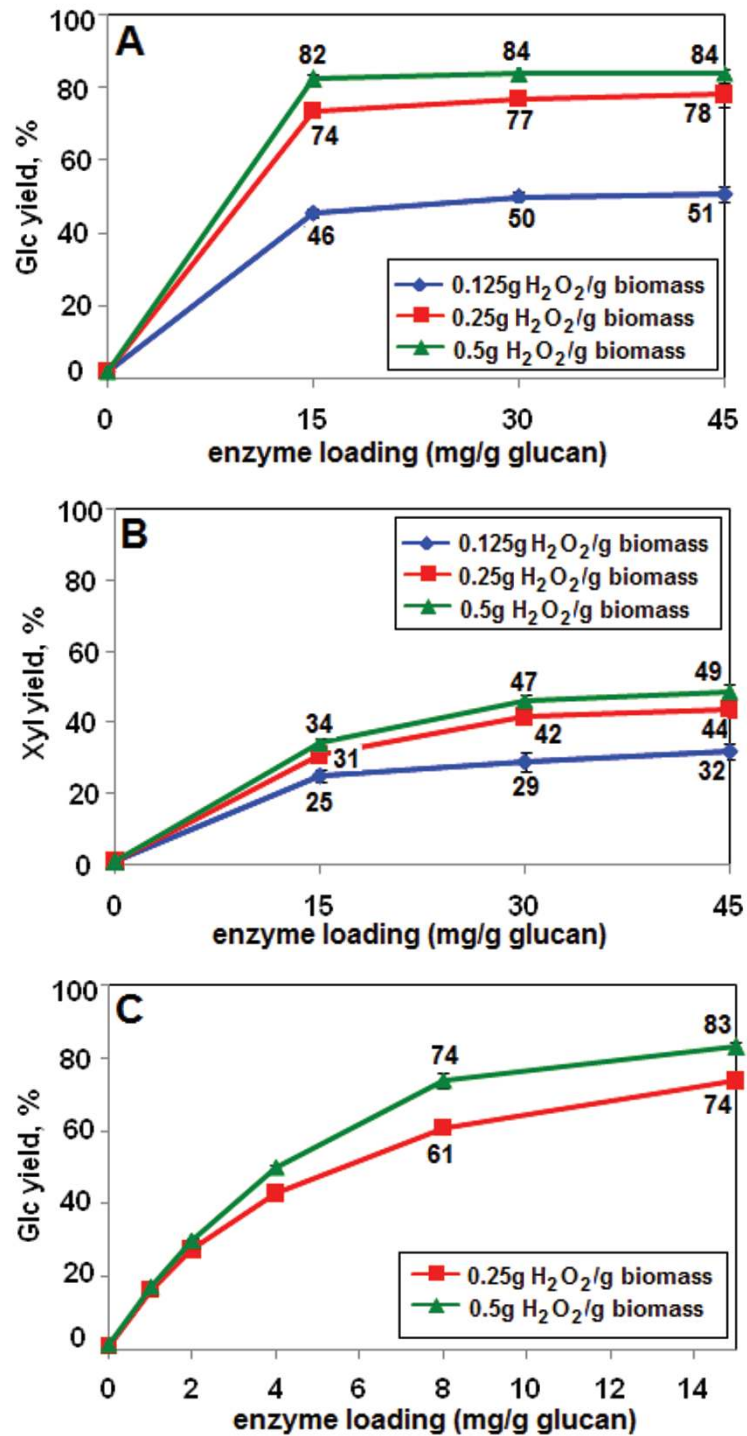 A
100
80
60
40
20
0
Glc yield, %
82
84
84
74
77
78
46
50
51
0.125g H₂O₂/g biomass
0.25g H₂O₂/g biomass
0.5g H₂O₂/g biomass
0 15 30 45
enzyme loading (mg/g glucan)
B
100
80
60
40
20
0
Xyl yield, %
0.125g H₂O₂/g biomass
0.25g H₂O₂/g biomass
0.5g H₂O₂/g biomass
34
47
49
31
42
44
25
29
32
0 15 30 45
enzyme loading (mg/g glucan)
C
100
80
60
40
20
0
Glc yield, %
74
83
61
74
0.25g H₂O₂/g biomass
0.5g H₂O₂/g biomass
0 2 4 6 8 10 12 14
enzyme loading (mg/g glucan)